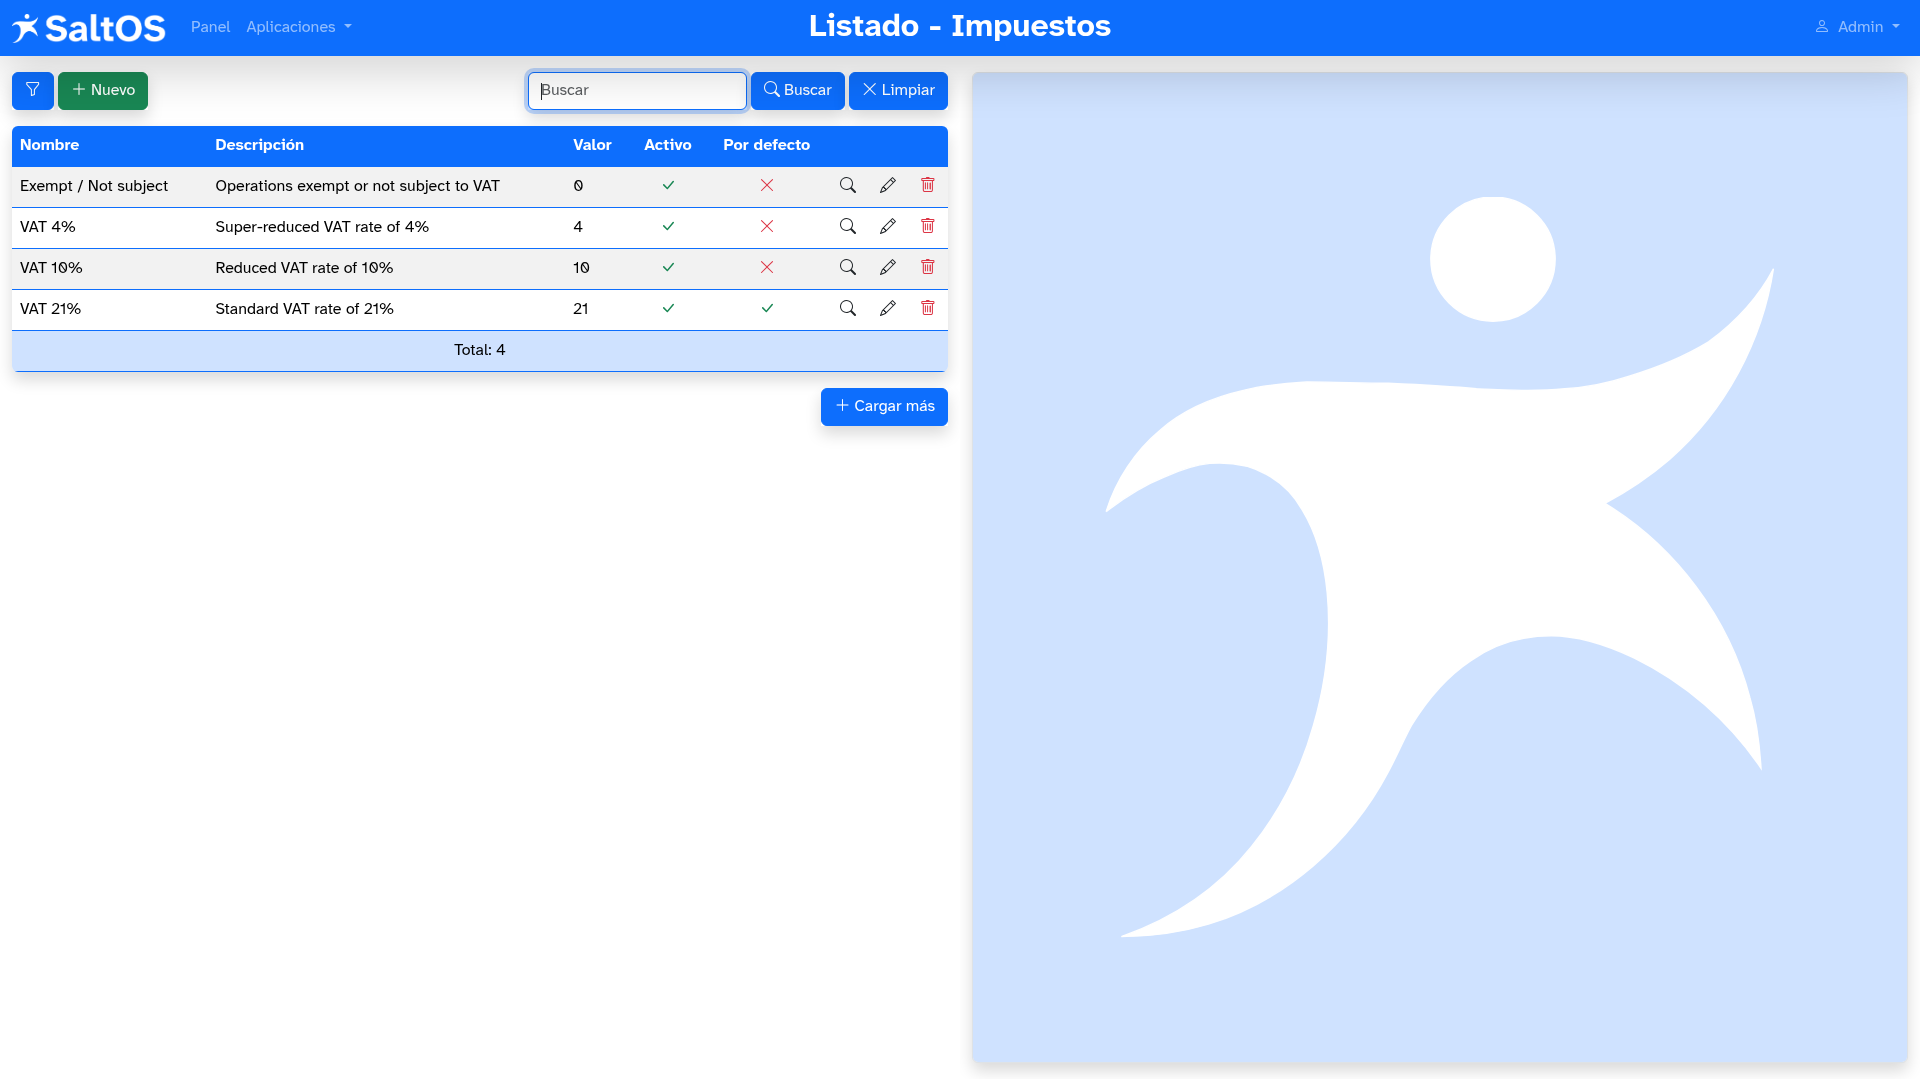 SaltOS Panel Aplicaciones Listado - Impuestos Admin
Nuevo Buscar Buscar Limpiar
Nombre Descripción Valor Activo Por defecto
Exempt / Not subject Operations exempt or not subject to VAT 0
VAT 4% Super-reduced VAT rate of 4% 4
VAT 10% Reduced VAT rate of 10% 10
VAT 21% Standard VAT rate of 21% 21
Total: 4
Cargar más